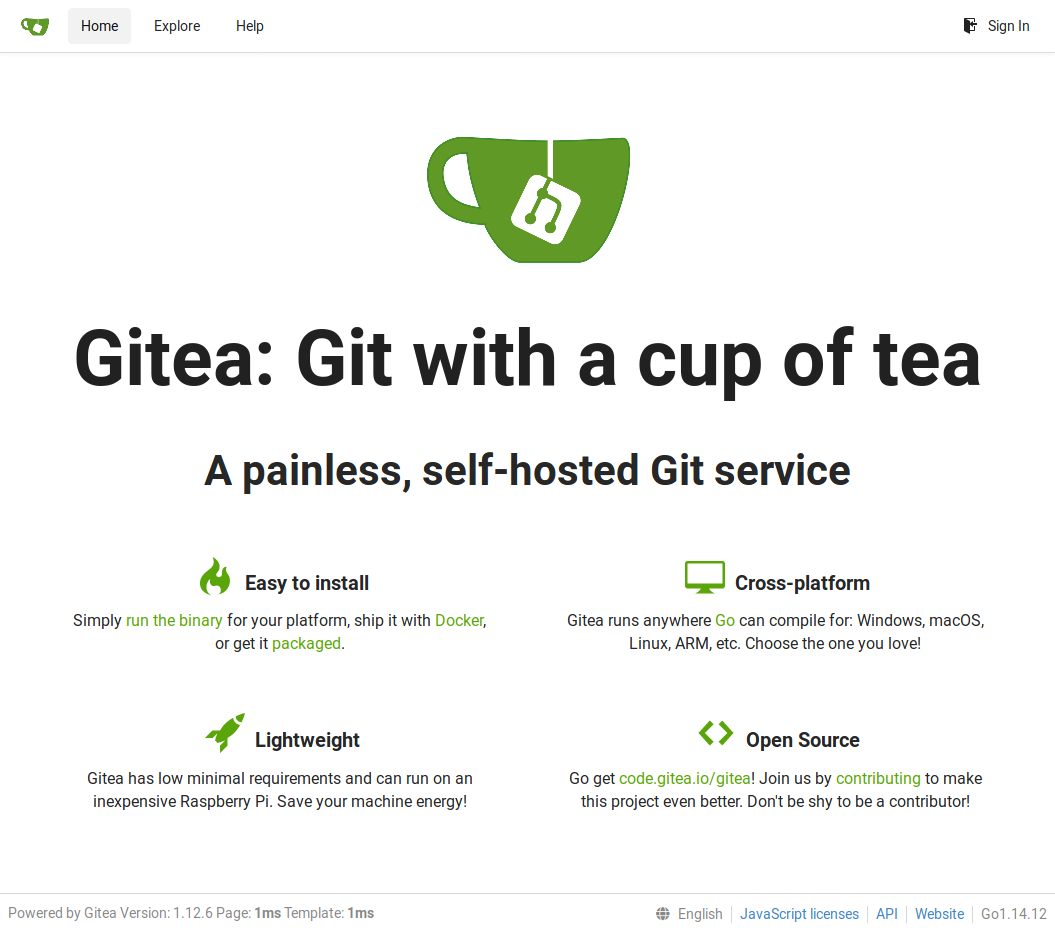 Home Explore Help Sign In
Gitea: Git with a cup of tea
A painless, self-hosted Git service
Easy to install
Simply run the binary for your platform, ship it with Docker,
or get it packaged.
Cross-platform
Gitea runs anywhere Go can compile for: Windows, macOS,
Linux, ARM, etc. Choose the one you love!
Lightweight
Gitea has low minimal requirements and can run on an
inexpensive Raspberry Pi. Save your machine energy!
Open Source
Go get code.gitea.io/gitea! Join us by contributing to make
this project even better. Don't be shy to be a contributor!
Powered by Gitea Version: 1.12.6 Page: 1ms Template: 1ms English JavaScript licenses API Website Go1.14.12